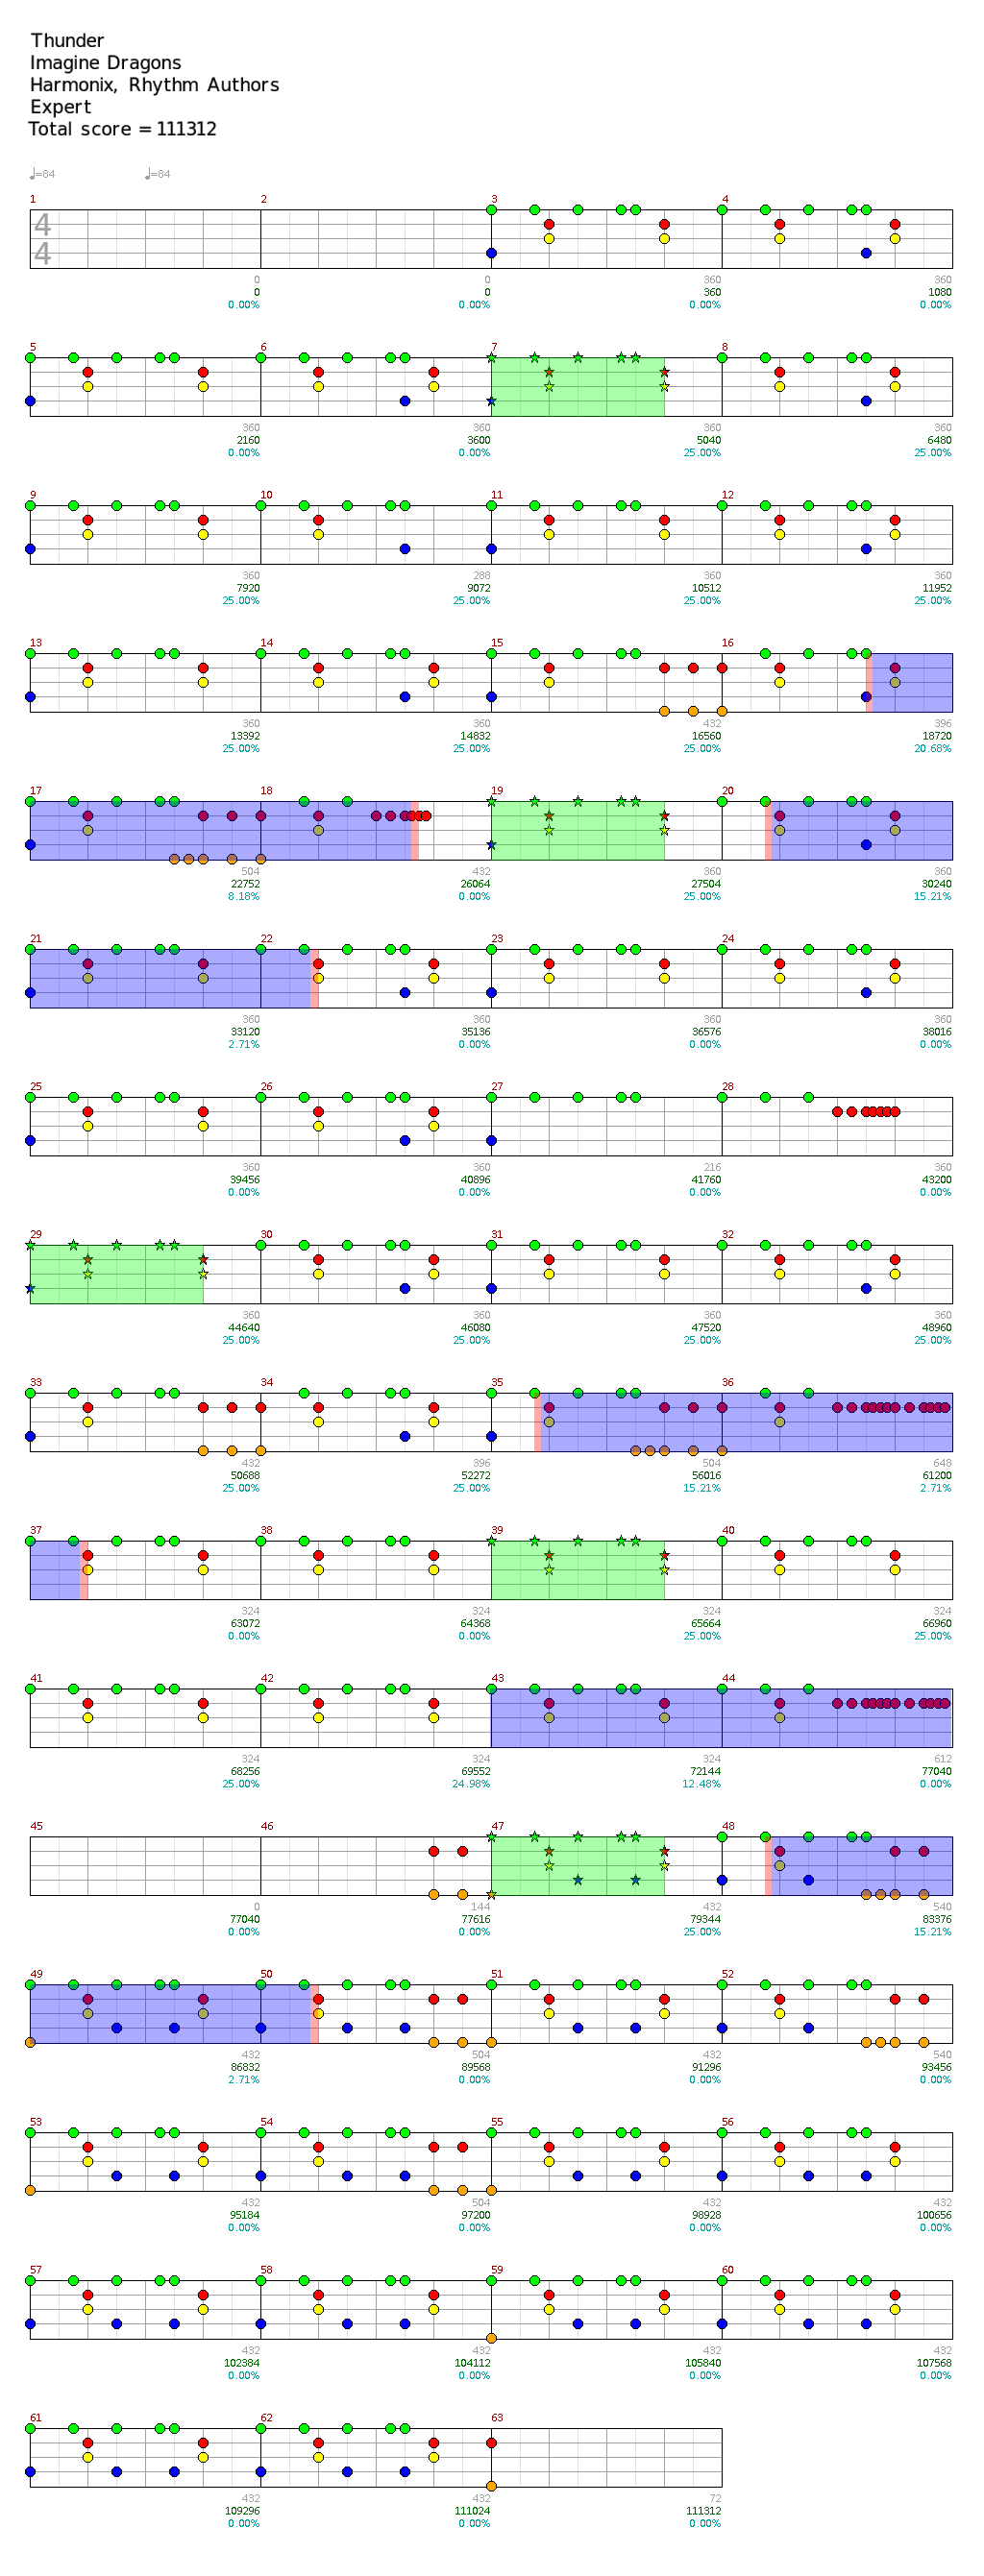 Thunder
Imagine Dragons
Harmonix, Rhythm Authors
Expert
Total score = 111312
♩=84 ♩=84
1 2 3 4
4
4
0 0 360 360
0 0 360 1080
0.00% 0.00% 0.00% 0.00%
5 6 7 8
360 360 360 360
2160 3600 5040 6480
0.00% 0.00% 25.00% 25.00%
9 10 11 12
360 288 360 360
7920 9072 10512 11952
25.00% 25.00% 25.00% 25.00%
13 14 15 16
360 360 432 396
13392 14832 16560 18720
25.00% 25.00% 25.00% 20.68%
17 18 19 20
504 432 360 360
22752 26064 27504 30240
8.18% 0.00% 25.00% 15.21%
21 22 23 24
360 360 360 360
33120 35136 36576 38016
2.71% 0.00% 0.00% 0.00%
25 26 27 28
360 360 216 360
39456 40896 41760 43200
0.00% 0.00% 0.00% 0.00%
29 30 31 32
360 360 360 360
44640 46080 47520 48960
25.00% 25.00% 25.00% 25.00%
33 34 35 36
432 396 504 648
50688 52272 56016 61200
25.00% 25.00% 15.21% 2.71%
37 38 39 40
324 324 324 324
63072 64368 65664 66960
0.00% 0.00% 25.00% 25.00%
41 42 43 44
324 324 324 612
68256 69552 72144 77040
25.00% 24.98% 12.48% 0.00%
45 46 47 48
0 144 432 540
77040 77616 79344 83376
0.00% 0.00% 25.00% 15.21%
49 50 51 52
432 504 432 540
86832 89568 91296 93456
2.71% 0.00% 0.00% 0.00%
53 54 55 56
432 504 432 432
95184 97200 98928 100656
0.00% 0.00% 0.00% 0.00%
57 58 59 60
432 432 432 432
102384 104112 105840 107568
0.00% 0.00% 0.00% 0.00%
61 62 63
432 432 72
109296 111024 111312
0.00% 0.00% 0.00%